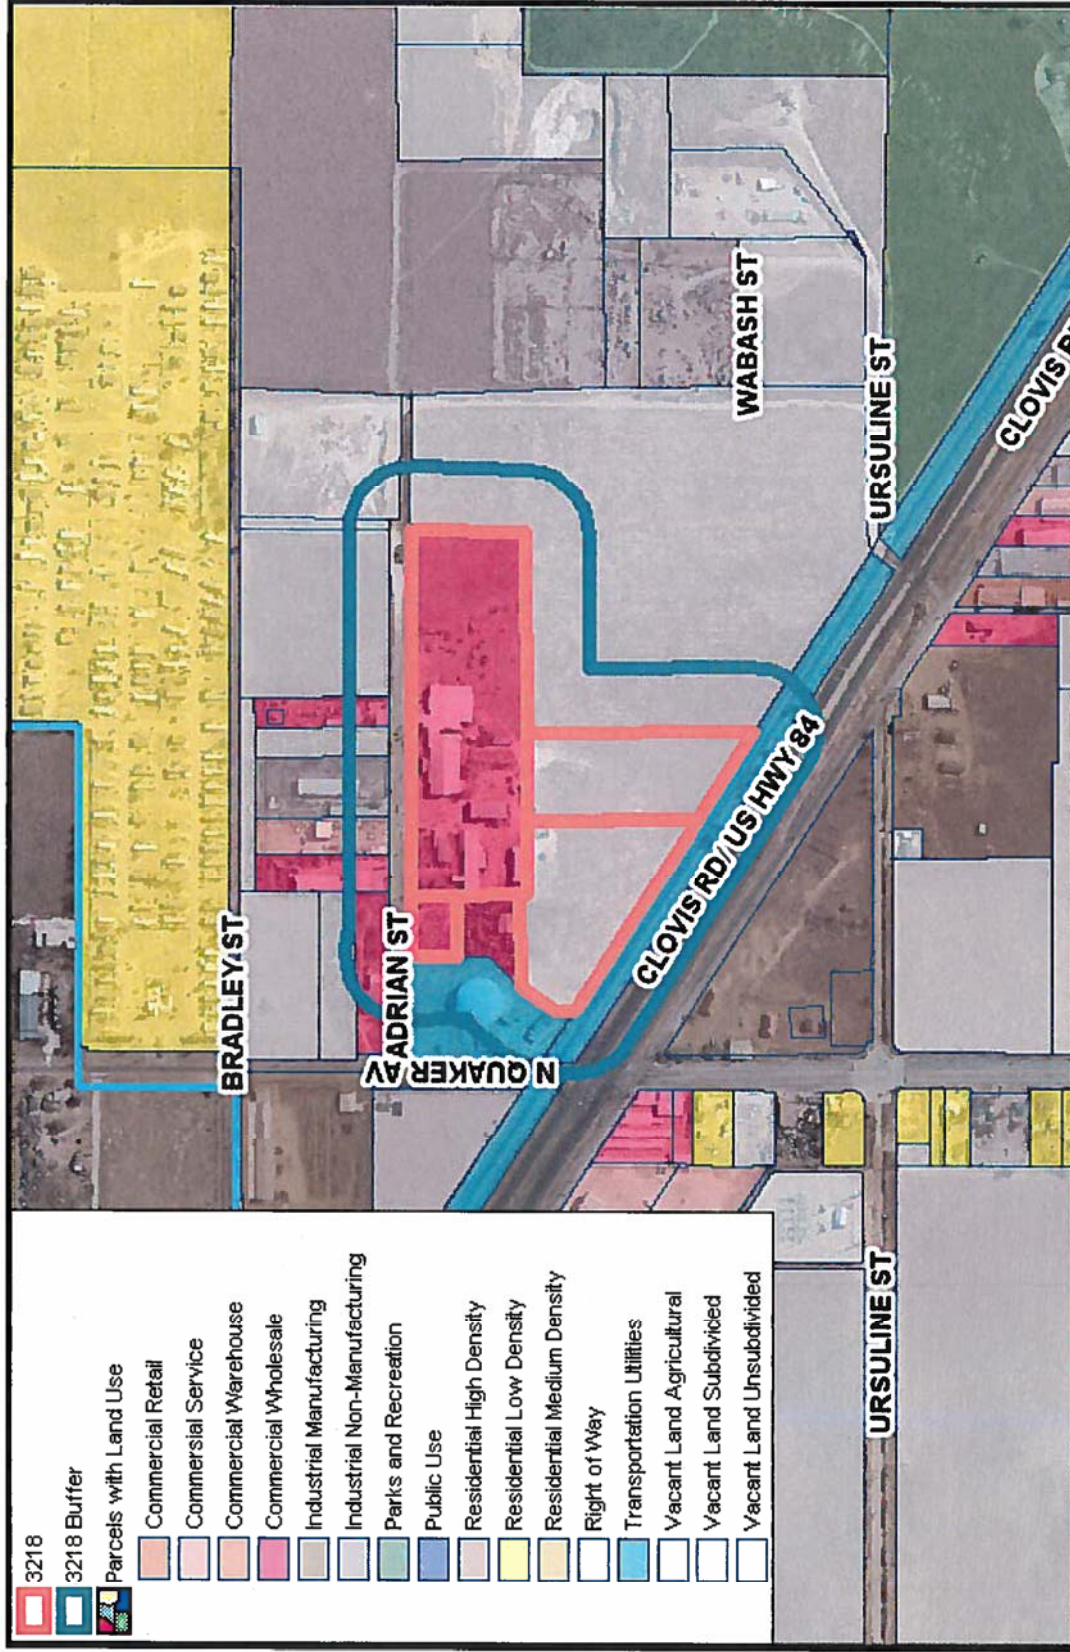 3218
3218 Buffer
Parcels with Land Use
Commercial Retail
Commersial Service
Commercial Warehouse
Commercial Wholesale
Industrial Manufacturing
Industrial Non-Manufacturing
Parks and Recreation
Public Use
Residential High Density
Residential Low Density
Residential Medium Density
Right of Way
Transportation Utilities
Vacant Land Agricultural
Vacant Land Subdivided
Vacant Land Unsubdivided
BRADLEY ST
ADRIAN ST
N QUAKER AV
CLOVIS RD/ US HWY 84
WABASH ST
URSULINE ST
CLOVIS
URSULINE ST